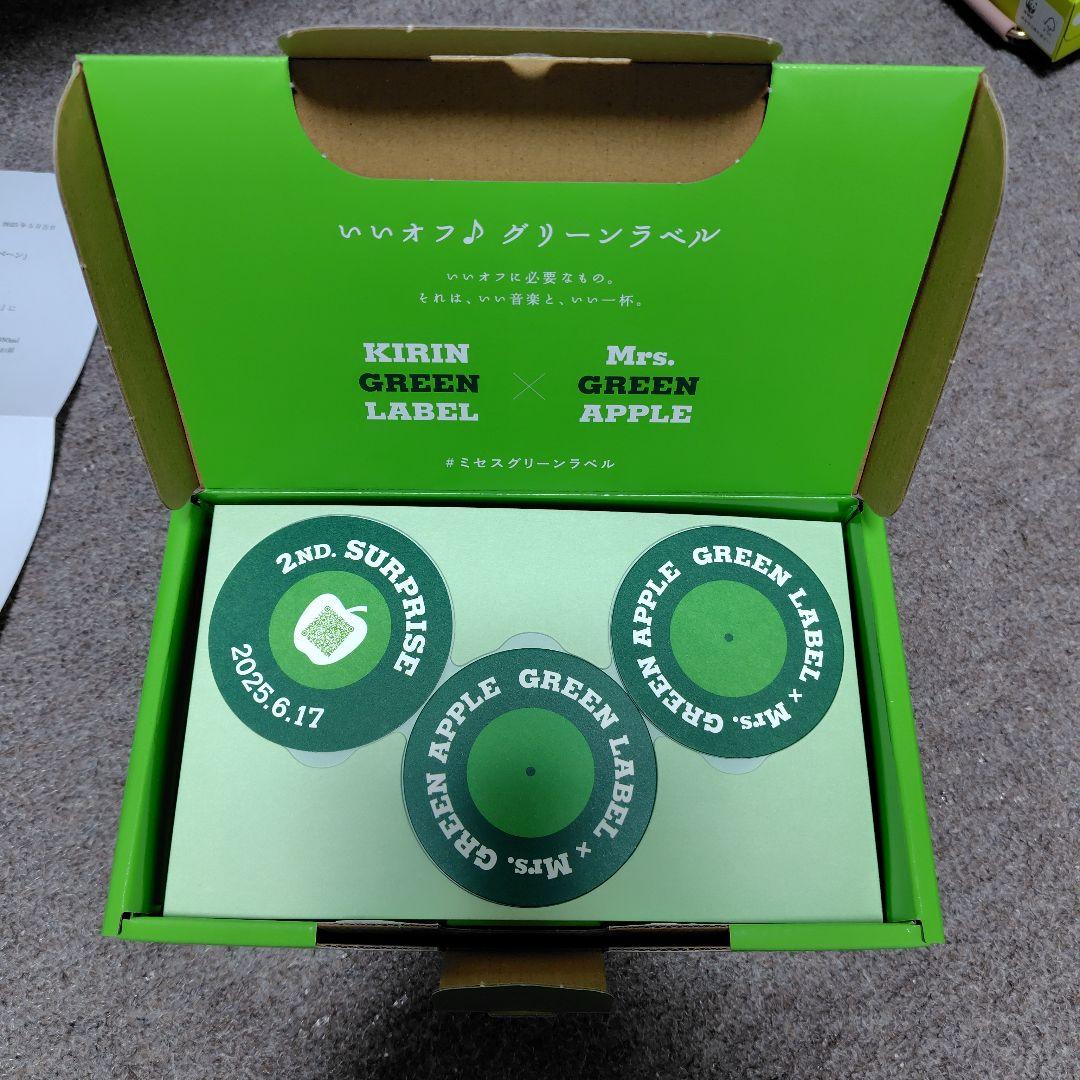 いいオフ♪ グリーンラベル
いいオフに必要なもの。
それは、いい音楽と、いい一杯。
KIRIN
GREEN
LABEL
×
Mrs.
GREEN
APPLE
#ミセスグリーンラベル
2ND. SURPRISE
2025.6.17
GREEN LABEL × Mrs. GREEN APPLE
GREEN LABEL × Mrs. GREEN APPLE